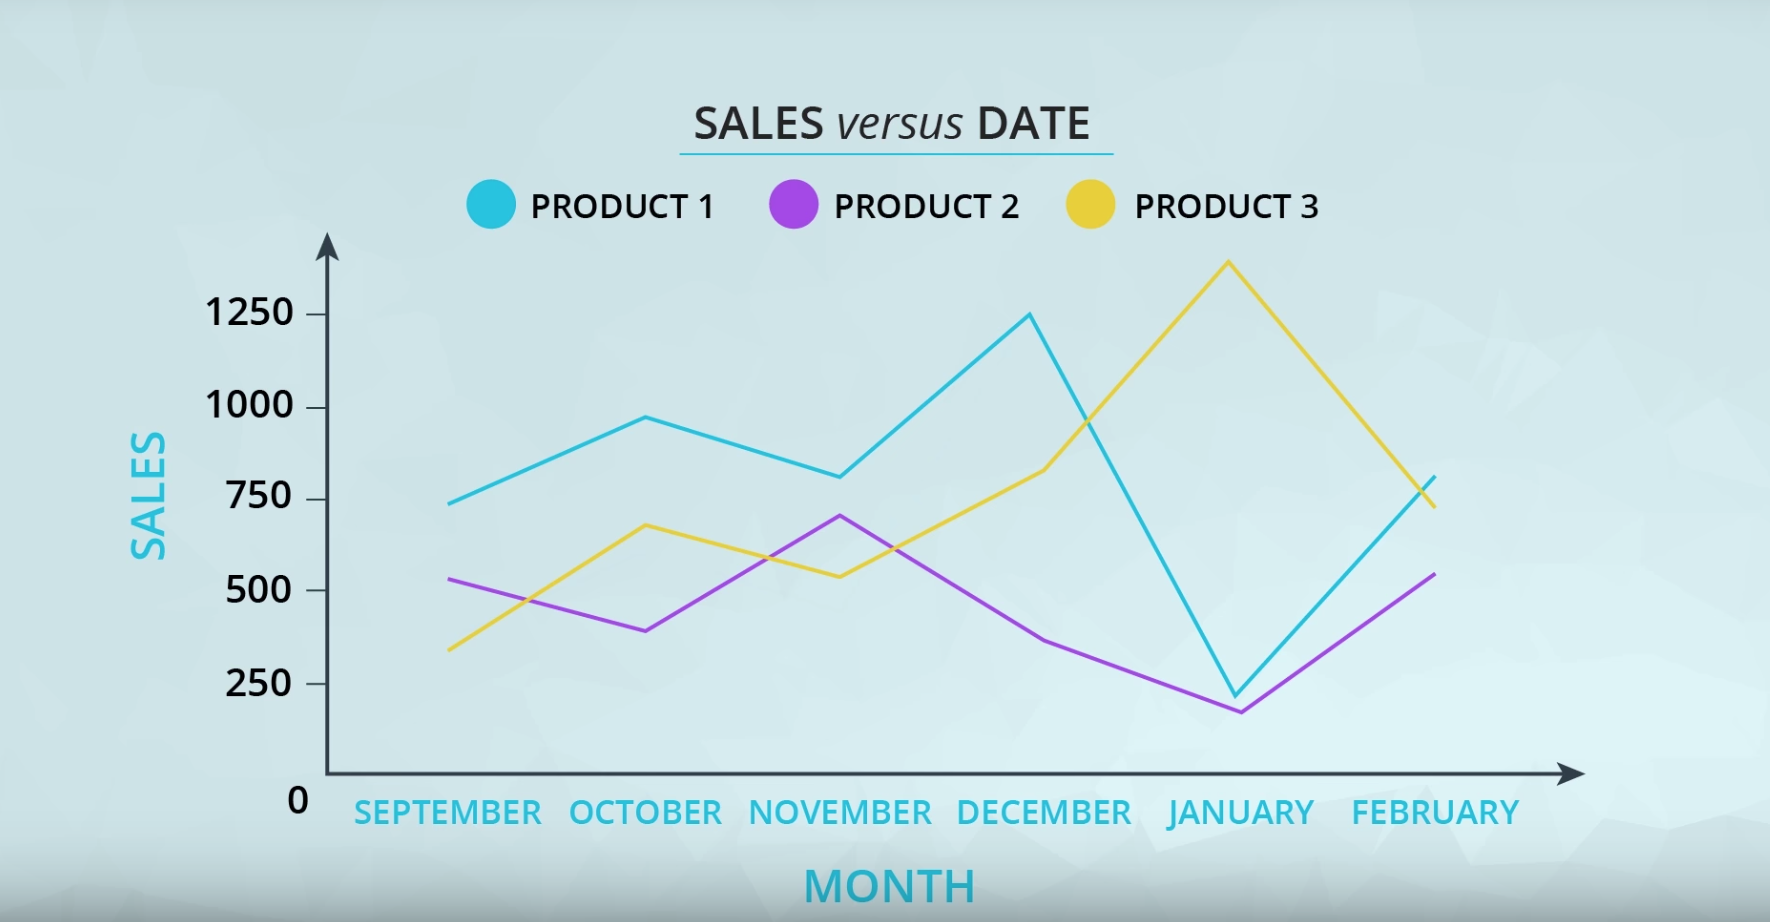 SALES versus DATE
PRODUCT 1 PRODUCT 2 PRODUCT 3
1250
1000
750
500
250
0
SALES
SEPTEMBER OCTOBER NOVEMBER DECEMBER JANUARY FEBRUARY
MONTH